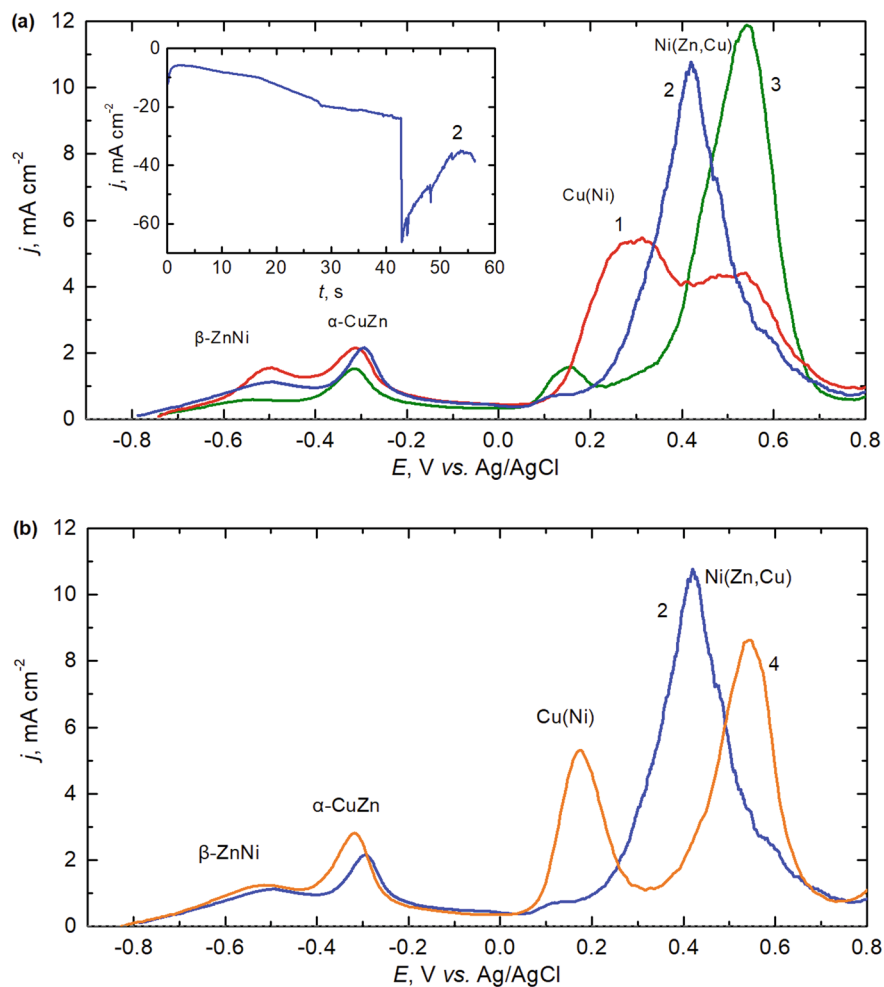 (a)
12
10
8
6
4
2
0
j, mA cm-2
0
-20
-40
-60
j, mA cm-2
2
0 10 20 30 40 50 60
t, s
Ni(Zn,Cu)
2
3
Cu(Ni)
1
β-ZnNi
α-CuZn
-0.8 -0.6 -0.4 -0.2 0.0 0.2 0.4 0.6 0.8
E, V vs. Ag/AgCl
(b)
12
10
8
6
4
2
0
j, mA cm-2
Ni(Zn,Cu)
2
4
Cu(Ni)
α-CuZn
β-ZnNi
-0.8 -0.6 -0.4 -0.2 0.0 0.2 0.4 0.6 0.8
E, V vs. Ag/AgCl